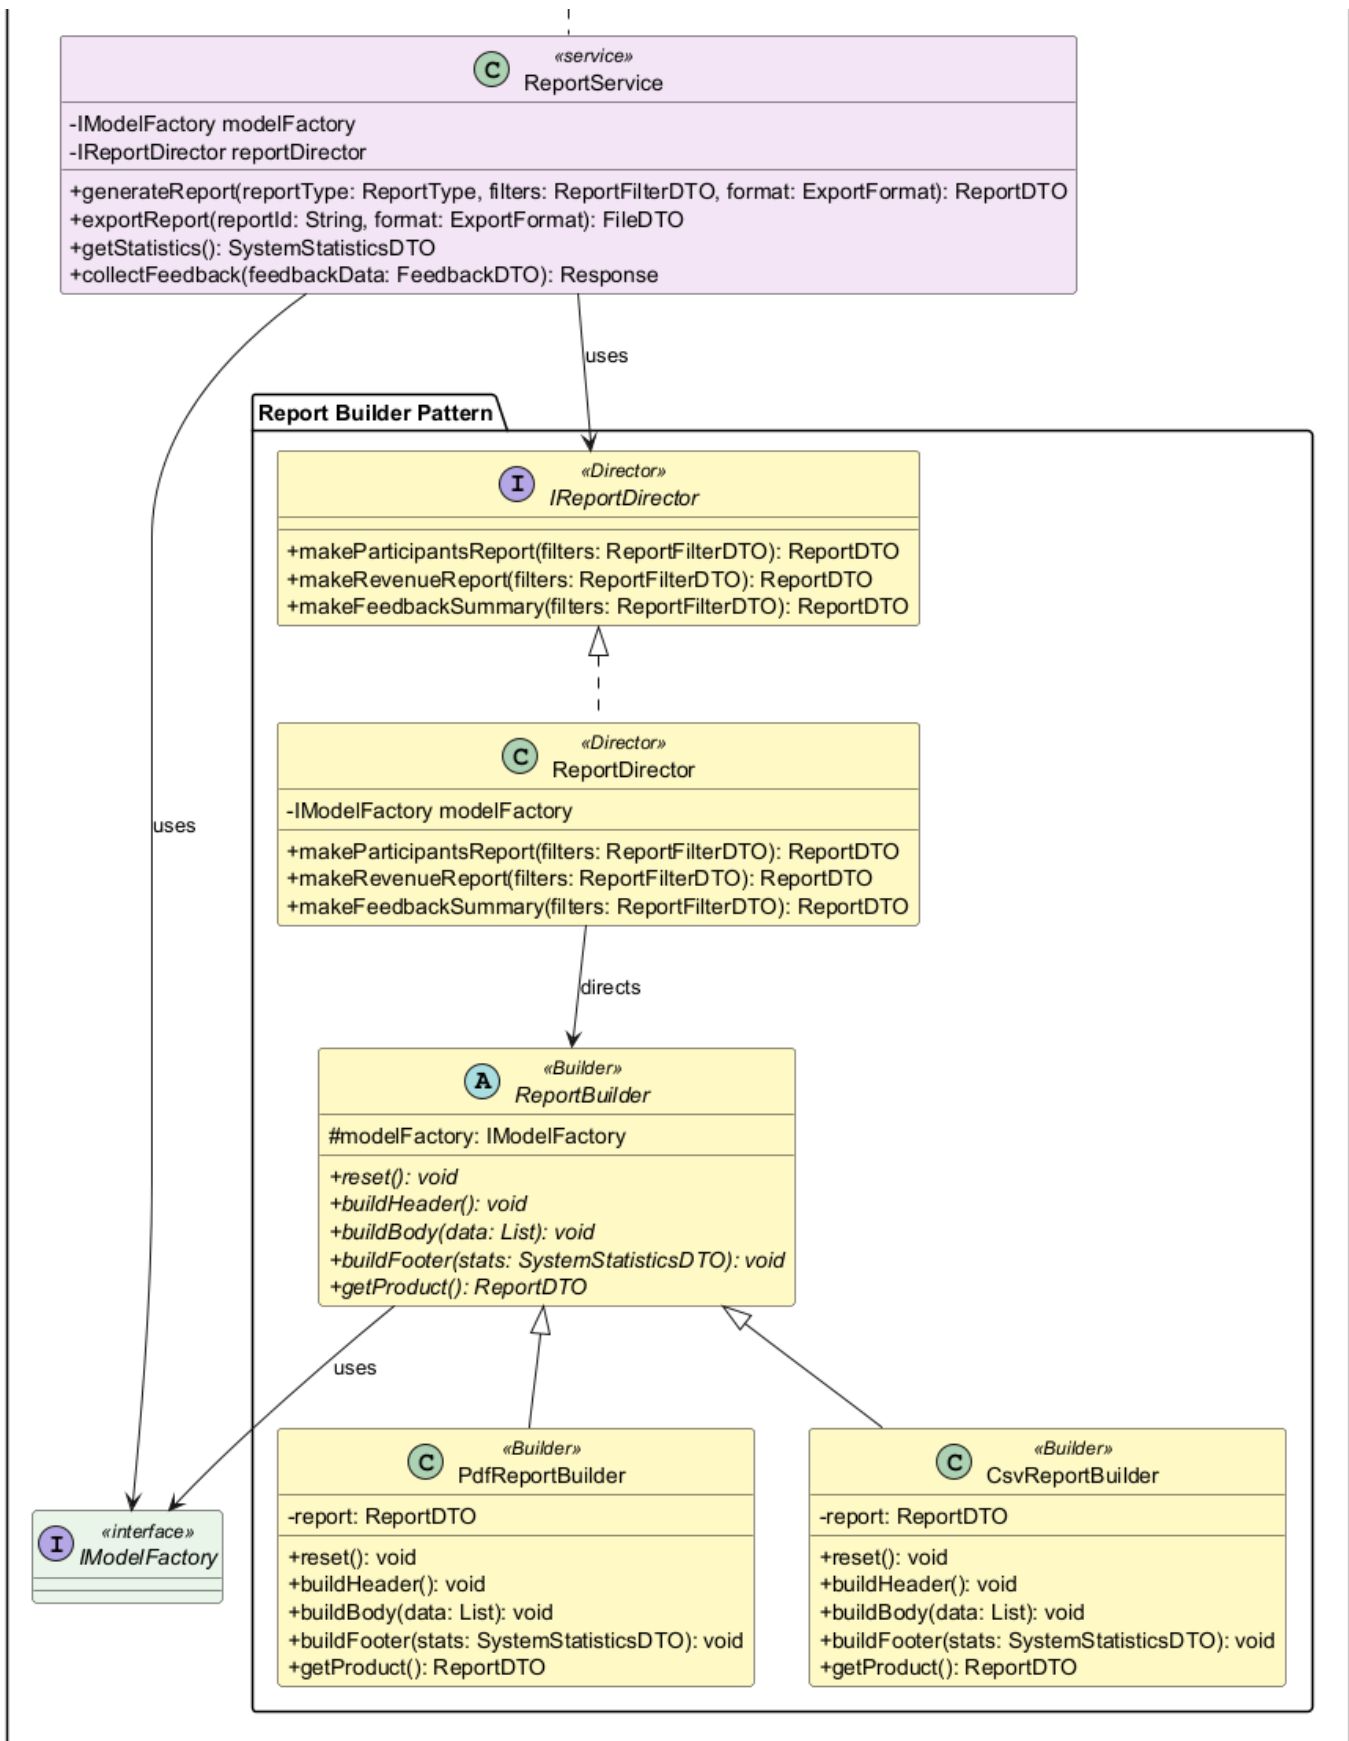 «service»
C
ReportService
-IModelFactory modelFactory
-IReportDirector reportDirector
+generateReport(reportType: ReportType, filters: ReportFilterDTO, format: ExportFormat): ReportDTO
+exportReport(reportId: String, format: ExportFormat): FileDTO
+getStatistics(): SystemStatisticsDTO
+collectFeedback(feedbackData: FeedbackDTO): Response
uses
Report Builder Pattern
«Director»
I
IReportDirector
+makeParticipantsReport(filters: ReportFilterDTO): ReportDTO
+makeRevenueReport(filters: ReportFilterDTO): ReportDTO
+makeFeedbackSummary(filters: ReportFilterDTO): ReportDTO
«Director»
C
ReportDirector
-IModelFactory modelFactory
uses
+makeParticipantsReport(filters: ReportFilterDTO): ReportDTO
+makeRevenueReport(filters: ReportFilterDTO): ReportDTO
+makeFeedbackSummary(filters: ReportFilterDTO): ReportDTO
directs
«Builder»
A
ReportBuilder
#modelFactory: IModelFactory
+reset(): void
+buildHeader(): void
+buildBody(data: List): void
+buildFooter(stats: SystemStatisticsDTO): void
+getProduct(): ReportDTO
uses
«Builder»
C
PdfReportBuilder
-report: ReportDTO
+reset(): void
+buildHeader(): void
+buildBody(data: List): void
+buildFooter(stats: SystemStatisticsDTO): void
+getProduct(): ReportDTO
«Builder»
C
CsvReportBuilder
-report: ReportDTO
+reset(): void
+buildHeader(): void
+buildBody(data: List): void
+buildFooter(stats: SystemStatisticsDTO): void
+getProduct(): ReportDTO
«interface»
I
IModelFactory